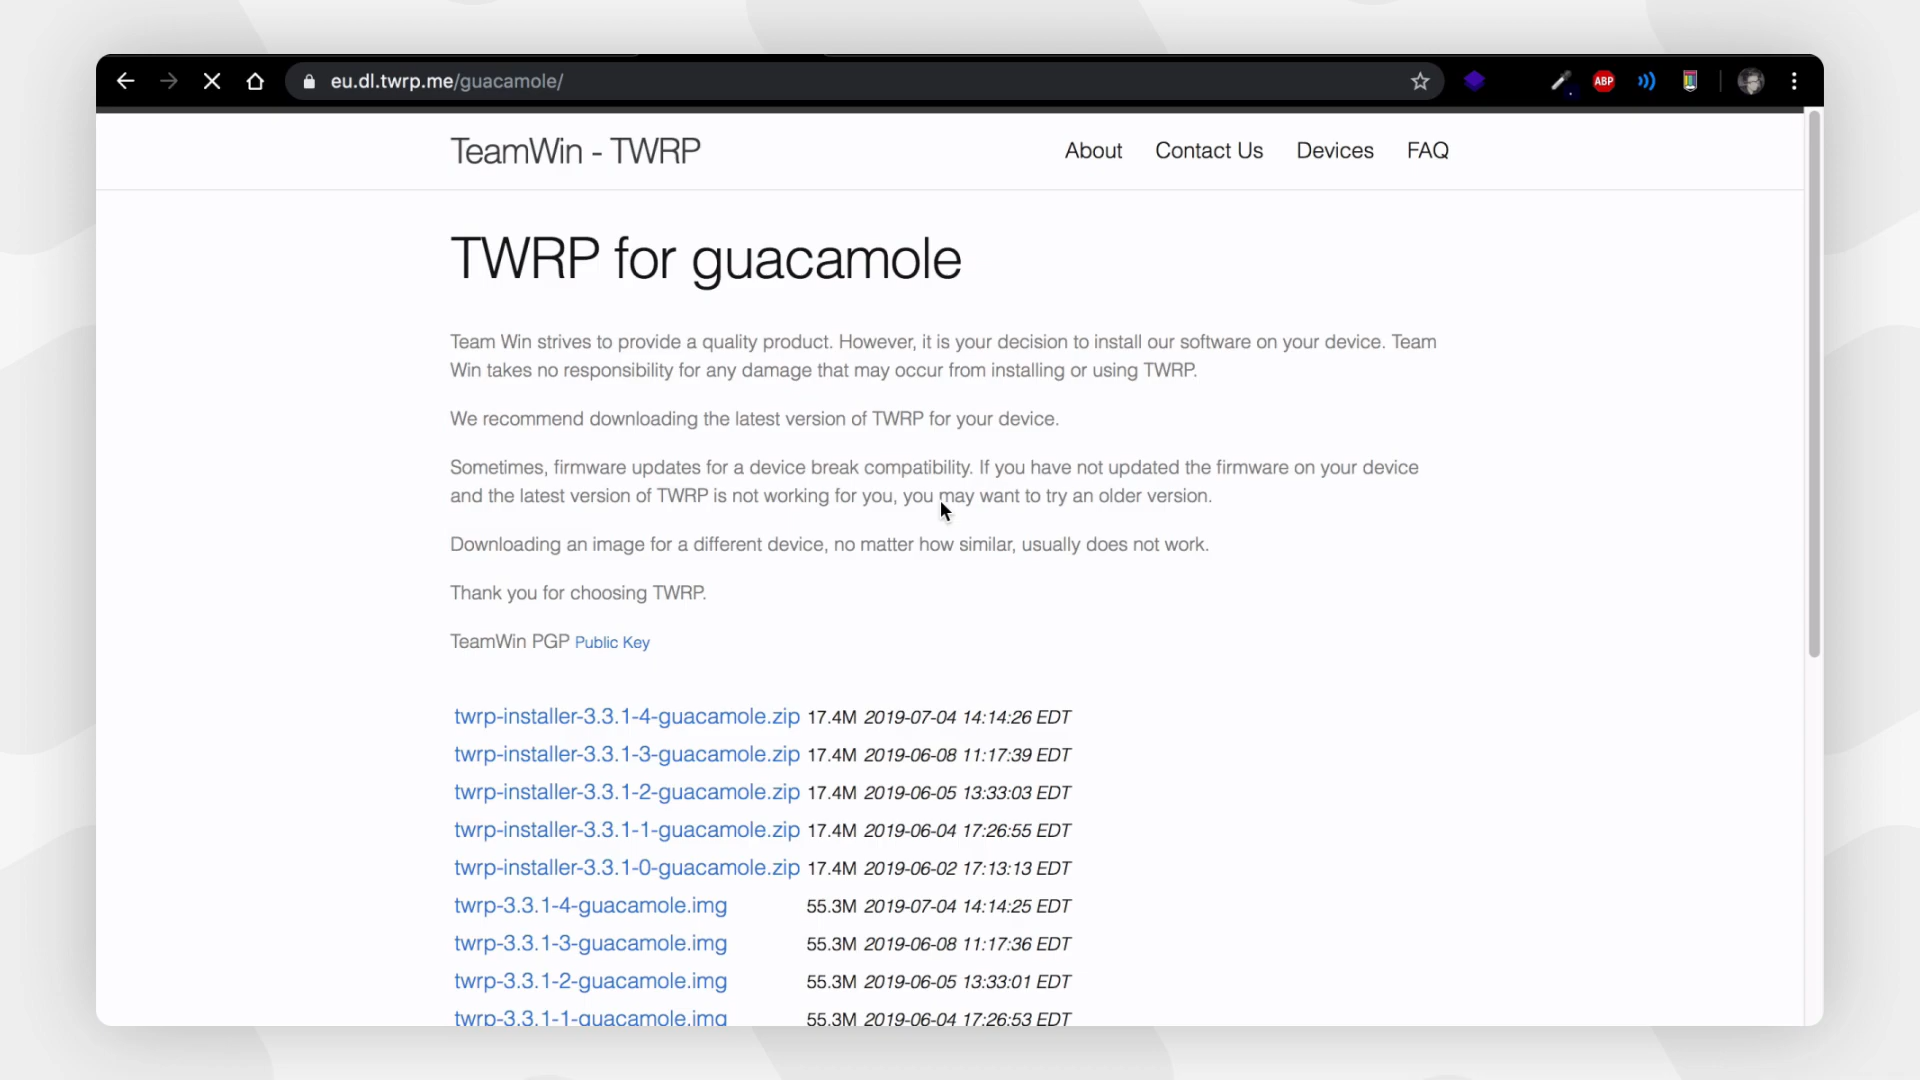 eu.dl.twrp.me/guacamole/
ABP
TeamWin - TWRP
About Contact Us Devices FAQ
TWRP for guacamole
Team Win strives to provide a quality product. However, it is your decision to install our software on your device. Team
Win takes no responsibility for any damage that may occur from installing or using TWRP.
We recommend downloading the latest version of TWRP for your device.
Sometimes, firmware updates for a device break compatibility. If you have not updated the firmware on your device
and the latest version of TWRP is not working for you, you may want to try an older version.
Downloading an image for a different device, no matter how similar, usually does not work.
Thank you for choosing TWRP.
TeamWin PGP Public Key
twrp-installer-3.3.1-4-guacamole.zip 17.4M 2019-07-04 14:14:26 EDT
twrp-installer-3.3.1-3-guacamole.zip 17.4M 2019-06-08 11:17:39 EDT
twrp-installer-3.3.1-2-guacamole.zip 17.4M 2019-06-05 13:33:03 EDT
twrp-installer-3.3.1-1-guacamole.zip 17.4M 2019-06-04 17:26:55 EDT
twrp-installer-3.3.1-0-guacamole.zip 17.4M 2019-06-02 17:13:13 EDT
twrp-3.3.1-4-guacamole.img 55.3M 2019-07-04 14:14:25 EDT
twrp-3.3.1-3-guacamole.img 55.3M 2019-06-08 11:17:36 EDT
twrp-3.3.1-2-guacamole.img 55.3M 2019-06-05 13:33:01 EDT
twrp-3.3.1-1-guacamole.img 55.3M 2019-06-04 17:26:53 EDT